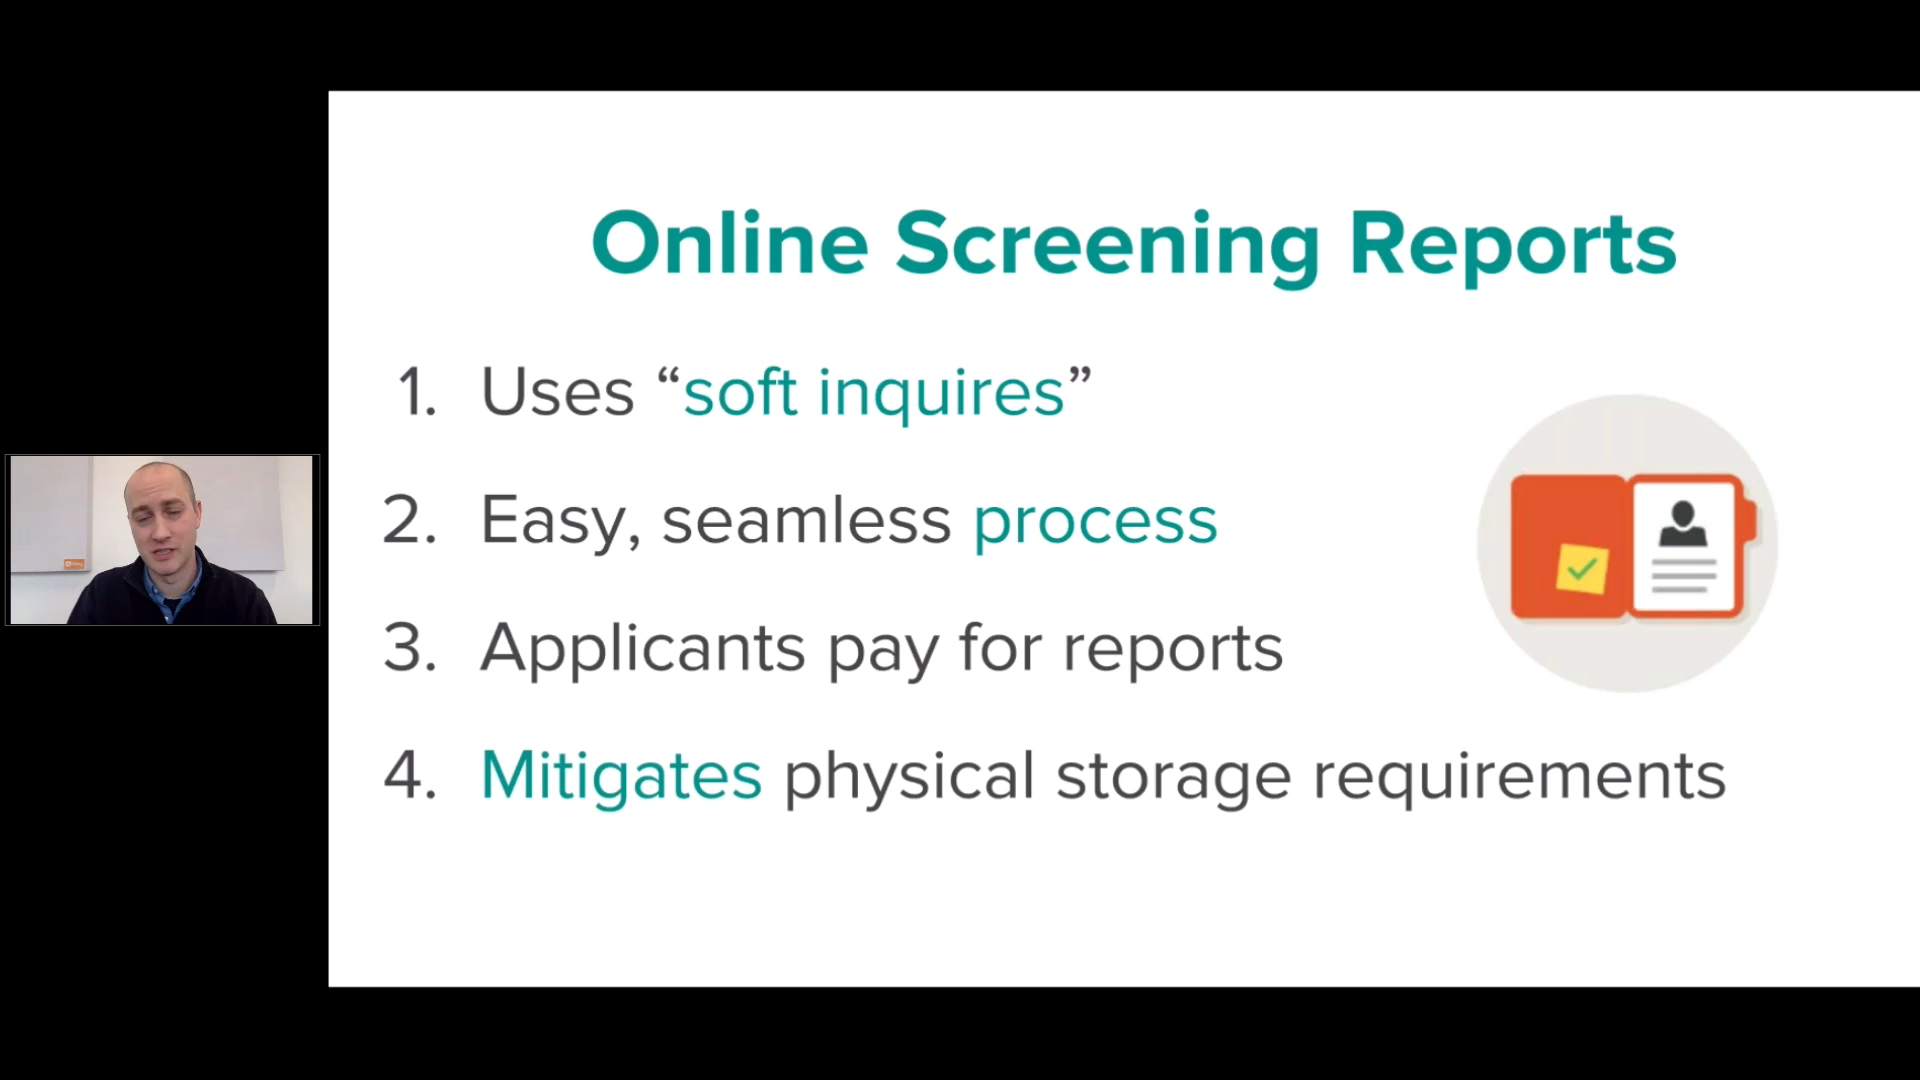 Online Screening Reports
1. Uses “soft inquires”
2. Easy, seamless process
3. Applicants pay for reports
4. Mitigates physical storage requirements